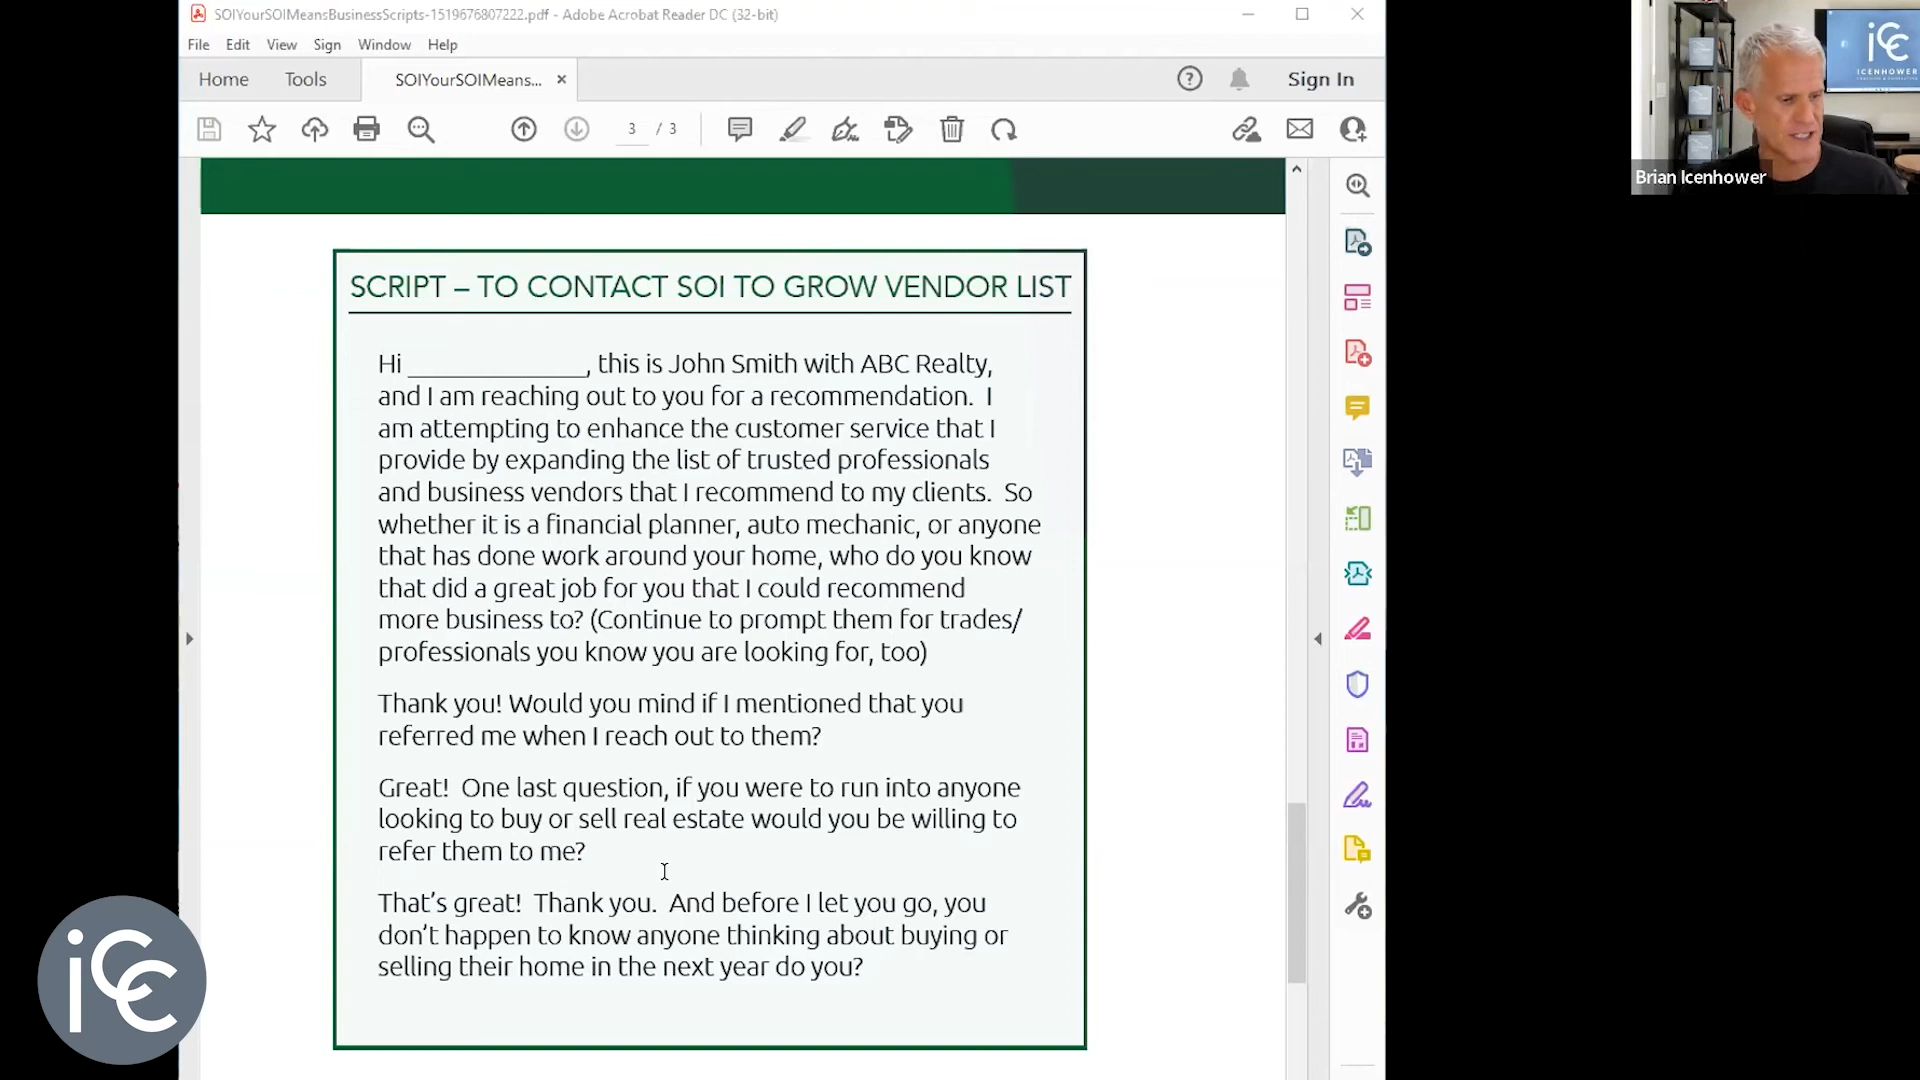 SOIYourSOIMeansBusinessScripts-1519676807222.pdf - Adobe Acrobat Reader DC (32-bit)
File Edit View Sign Window Help
Home Tools SOIYourSOIMeans... × Sign In
3 / 3
SCRIPT – TO CONTACT SOI TO GROW VENDOR LIST
Hi ______________, this is John Smith with ABC Realty,
and I am reaching out to you for a recommendation.  I
am attempting to enhance the customer service that I
provide by expanding the list of trusted professionals
and business vendors that I recommend to my clients.  So
whether it is a financial planner, auto mechanic, or anyone
that has done work around your home, who do you know
that did a great job for you that I could recommend
more business to? (Continue to prompt them for trades/
professionals you know you are looking for, too)
Thank you! Would you mind if I mentioned that you
referred me when I reach out to them?
Great!  One last question, if you were to run into anyone
looking to buy or sell real estate would you be willing to
refer them to me?
That’s great!  Thank you.  And before I let you go, you
don’t happen to know anyone thinking about buying or
selling their home in the next year do you?
iCC
ICENHOWER
Brian Icenhower
iCC